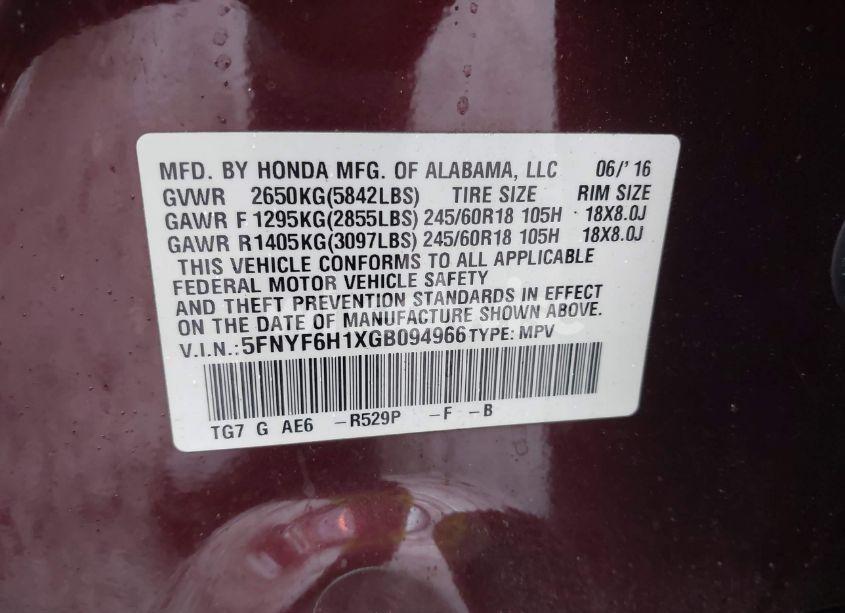 MFD. BY HONDA MFG. OF ALABAMA, LLC 06/' 16
GVWR 2650KG(5842LBS) TIRE SIZE RIM SIZE
GAWR F 1295KG(2855LBS) 245/60R18 105H 18X8.0J
GAWR R1405KG(3097LBS) 245/60R18 105H 18X8.0J
THIS VEHICLE CONFORMS TO ALL APPLICABLE
FEDERAL MOTOR VEHICLE SAFETY
AND THEFT PREVENTION STANDARDS IN EFFECT
ON THE DATE OF MANUFACTURE SHOWN ABOVE.
V.I.N.: 5FNYF6H1XGB094966 TYPE: MPV
TG7 G AE6 -R529P -F -B